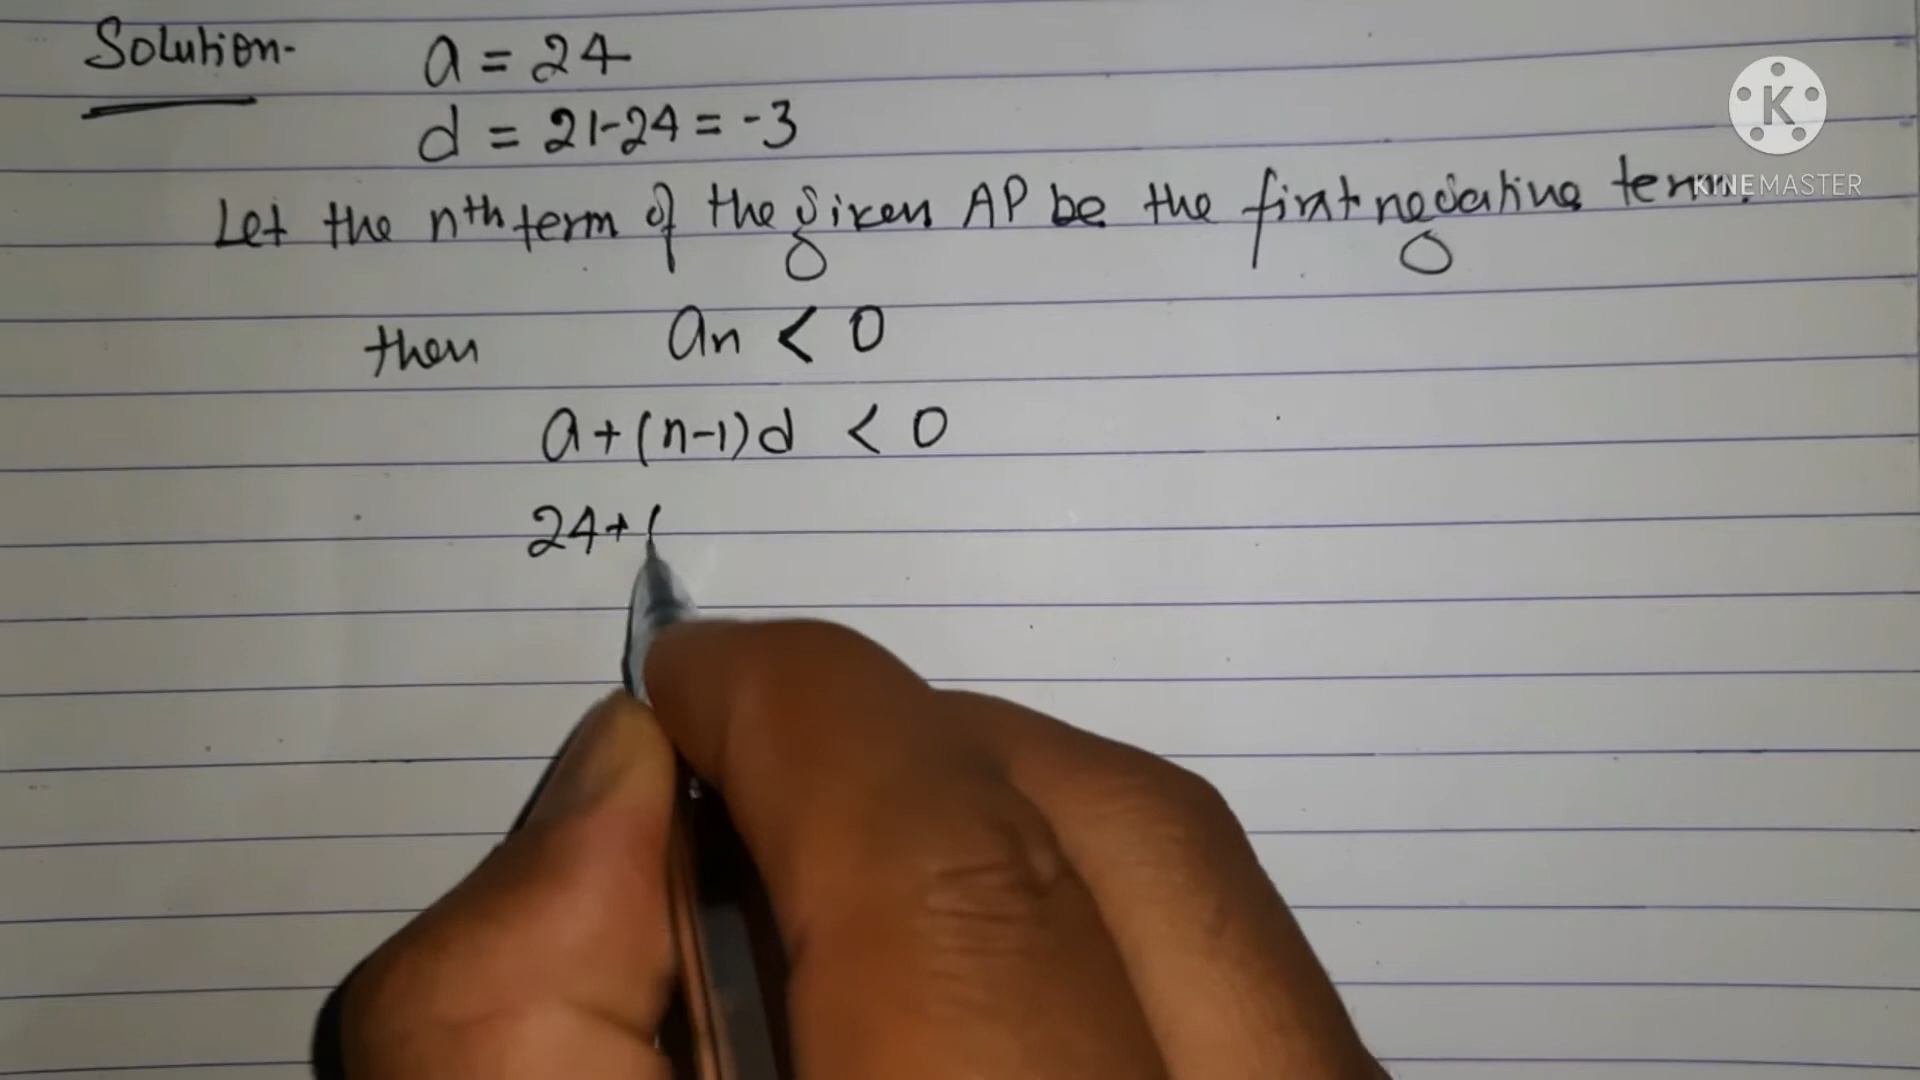 Solution- a = 24
d = 21-24 = -3
Let the nth term of the given AP be the first negative term.
then an < 0
a+(n-1)d < 0
24+(
K
KINEMASTER